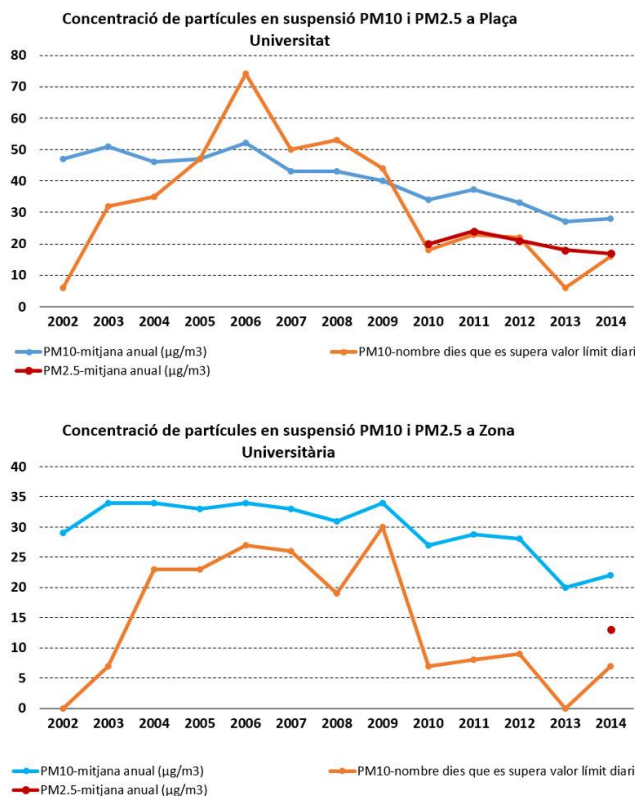 Concentració de partícules en suspensió PM10 i PM2.5 a Plaça
Universitat
80
70
60
50
40
30
20
10
0
2002 2003 2004 2005 2006 2007 2008 2009 2010 2011 2012 2013 2014
PM10-mitjana anual (µg/m3) PM10-nombre dies que es supera valor límit diari
PM2.5-mitjana anual (µg/m3)
Concentració de partícules en suspensió PM10 i PM2.5 a Zona
Universitària
40
35
30
25
20
15
10
5
0
2002 2003 2004 2005 2006 2007 2008 2009 2010 2011 2012 2013 2014
PM10-mitjana anual (µg/m3) PM10-nombre dies que es supera valor límit diari
PM2.5-mitjana anual (µg/m3)